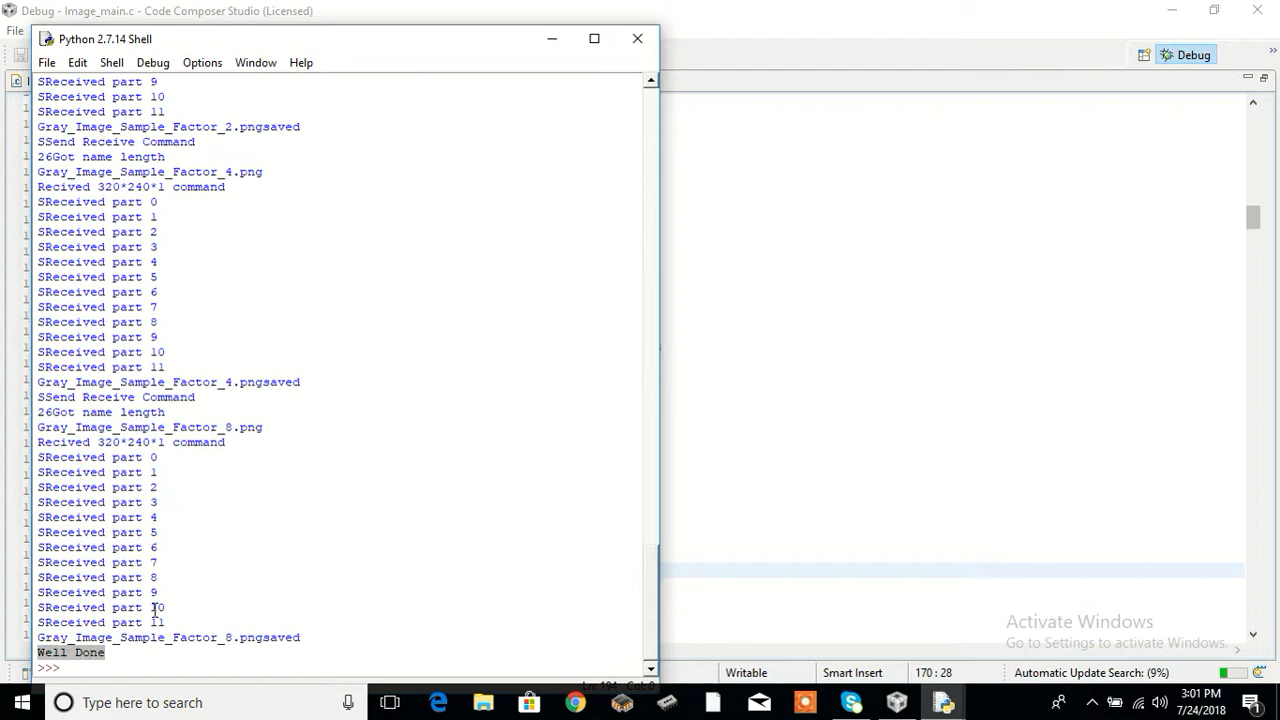 Debug - Image_main.c - Code Composer Studio (Licensed)
File
Python 2.7.14 Shell
File Edit Shell Debug Options Window Help
Debug
SReceived part 9
SReceived part 10
SReceived part 11
Gray_Image_Sample_Factor_2.pngsaved
SSend Receive Command
26Got name length
Gray_Image_Sample_Factor_4.png
Recived 320*240*1 command
SReceived part 0
SReceived part 1
SReceived part 2
SReceived part 3
SReceived part 4
SReceived part 5
SReceived part 6
SReceived part 7
SReceived part 8
SReceived part 9
SReceived part 10
SReceived part 11
Gray_Image_Sample_Factor_4.pngsaved
SSend Receive Command
26Got name length
Gray_Image_Sample_Factor_8.png
Recived 320*240*1 command
SReceived part 0
SReceived part 1
SReceived part 2
SReceived part 3
SReceived part 4
SReceived part 5
SReceived part 6
SReceived part 7
SReceived part 8
SReceived part 9
SReceived part 10
SReceived part 11
Gray_Image_Sample_Factor_8.pngsaved
Well Done
>>>
Activate Windows
Go to Settings to activate Windows.
Ln: 194 Col: 0
Writable Smart Insert 170 : 28 Automatic Update Search: (9%)
Type here to search
3:01 PM
7/24/2018